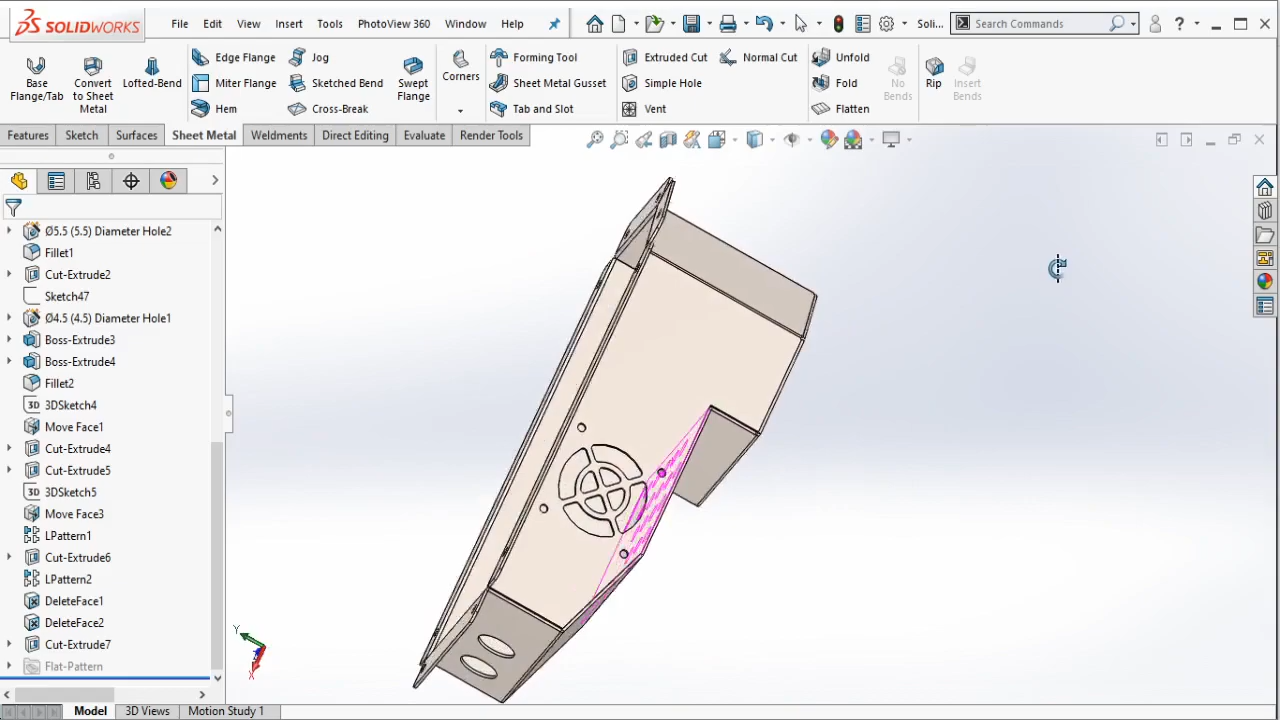 SOLIDWORKS File Edit View Insert Tools PhotoView 360 Window Help Soli... Search Commands ?
Base Flange/Tab
Convert to Sheet Metal
Lofted-Bend
Edge Flange
Miter Flange
Hem
Jog
Sketched Bend
Cross-Break
Swept Flange
Corners
Forming Tool
Sheet Metal Gusset
Tab and Slot
Extruded Cut
Simple Hole
Vent
Normal Cut
Unfold
Fold
Flatten
No Bends
Rip
Insert Bends
Features Sketch Surfaces Sheet Metal Weldments Direct Editing Evaluate Render Tools
Ø5.5 (5.5) Diameter Hole2
Fillet1
Cut-Extrude2
Sketch47
Ø4.5 (4.5) Diameter Hole1
Boss-Extrude3
Boss-Extrude4
Fillet2
3D 3DSketch4
Move Face1
Cut-Extrude4
Cut-Extrude5
3D 3DSketch5
Move Face3
LPattern1
Cut-Extrude6
LPattern2
DeleteFace1
DeleteFace2
Cut-Extrude7
Flat-Pattern
Y
X
Model 3D Views Motion Study 1